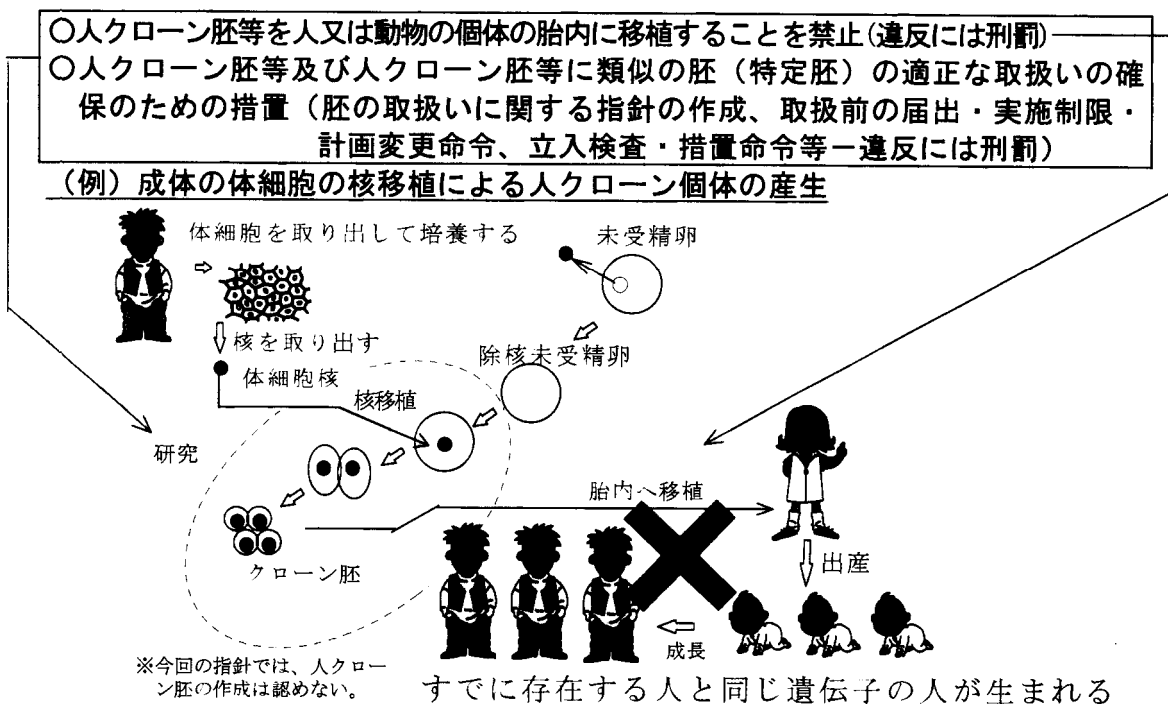 ○人クローン胚等を人又は動物の個体の胎内に移植することを禁止(違反には刑罰)
○人クローン胚等及び人クローン胚等に類似の胚(特定胚)の適正な取扱いの確
保のための措置(胚の取扱いに関する指針の作成、取扱前の届出・実施制限・
計画変更命令、立入検査・措置命令等－違反には刑罰)
(例)成体の体細胞の核移植による人クローン個体の産生
体細胞を取り出して培養する
未受精卵
核を取り出す
除核未受精卵
体細胞核
核移植
研究
胎内へ移植
クローン胚
出産
成長
※今回の指針では、人クロー
ン胚の作成は認めない。
すでに存在する人と同じ遺伝子の人が生まれる